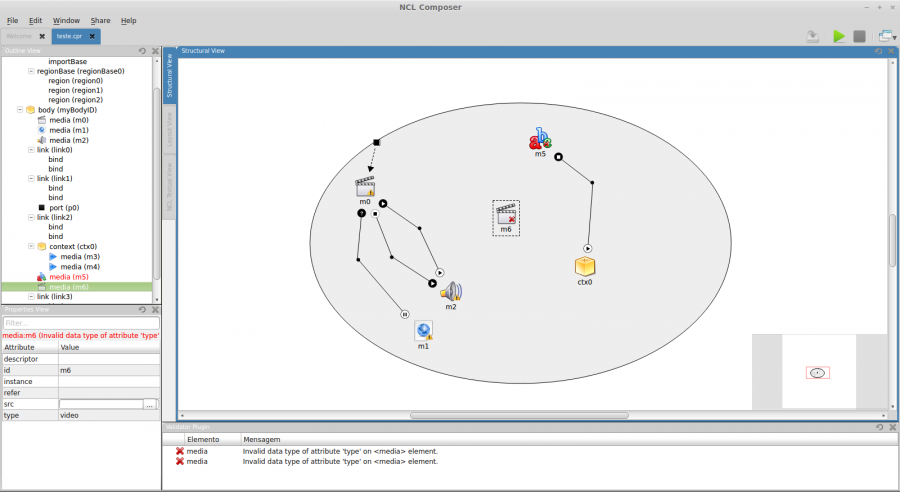 NCL Composer
File Edit Window Share Help
Welcome teste.cpr
Outline View
importBase
regionBase (regionBase0)
region (region0)
region (region1)
region (region2)
body (myBodyID)
media (m0)
media (m1)
media (m2)
link (link0)
bind
bind
link (link1)
bind
bind
port (p0)
link (link2)
bind
bind
context (ctx0)
media (m3)
media (m4)
media (m5)
media (m6)
link (link3)
Properties View
Filter...
media:m6 (Invalid data type of attribute 'type'
Attribute Value
descriptor
id m6
instance
refer
src ...
type video
Structural View
Layout View
NCL Textual View
Structural View
m5
m0
m6
ctx0
m2
m1
Validator Plugin
Elemento Mensagem
media Invalid data type of attribute 'type' on <media> element.
media Invalid data type of attribute 'type' on <media> element.